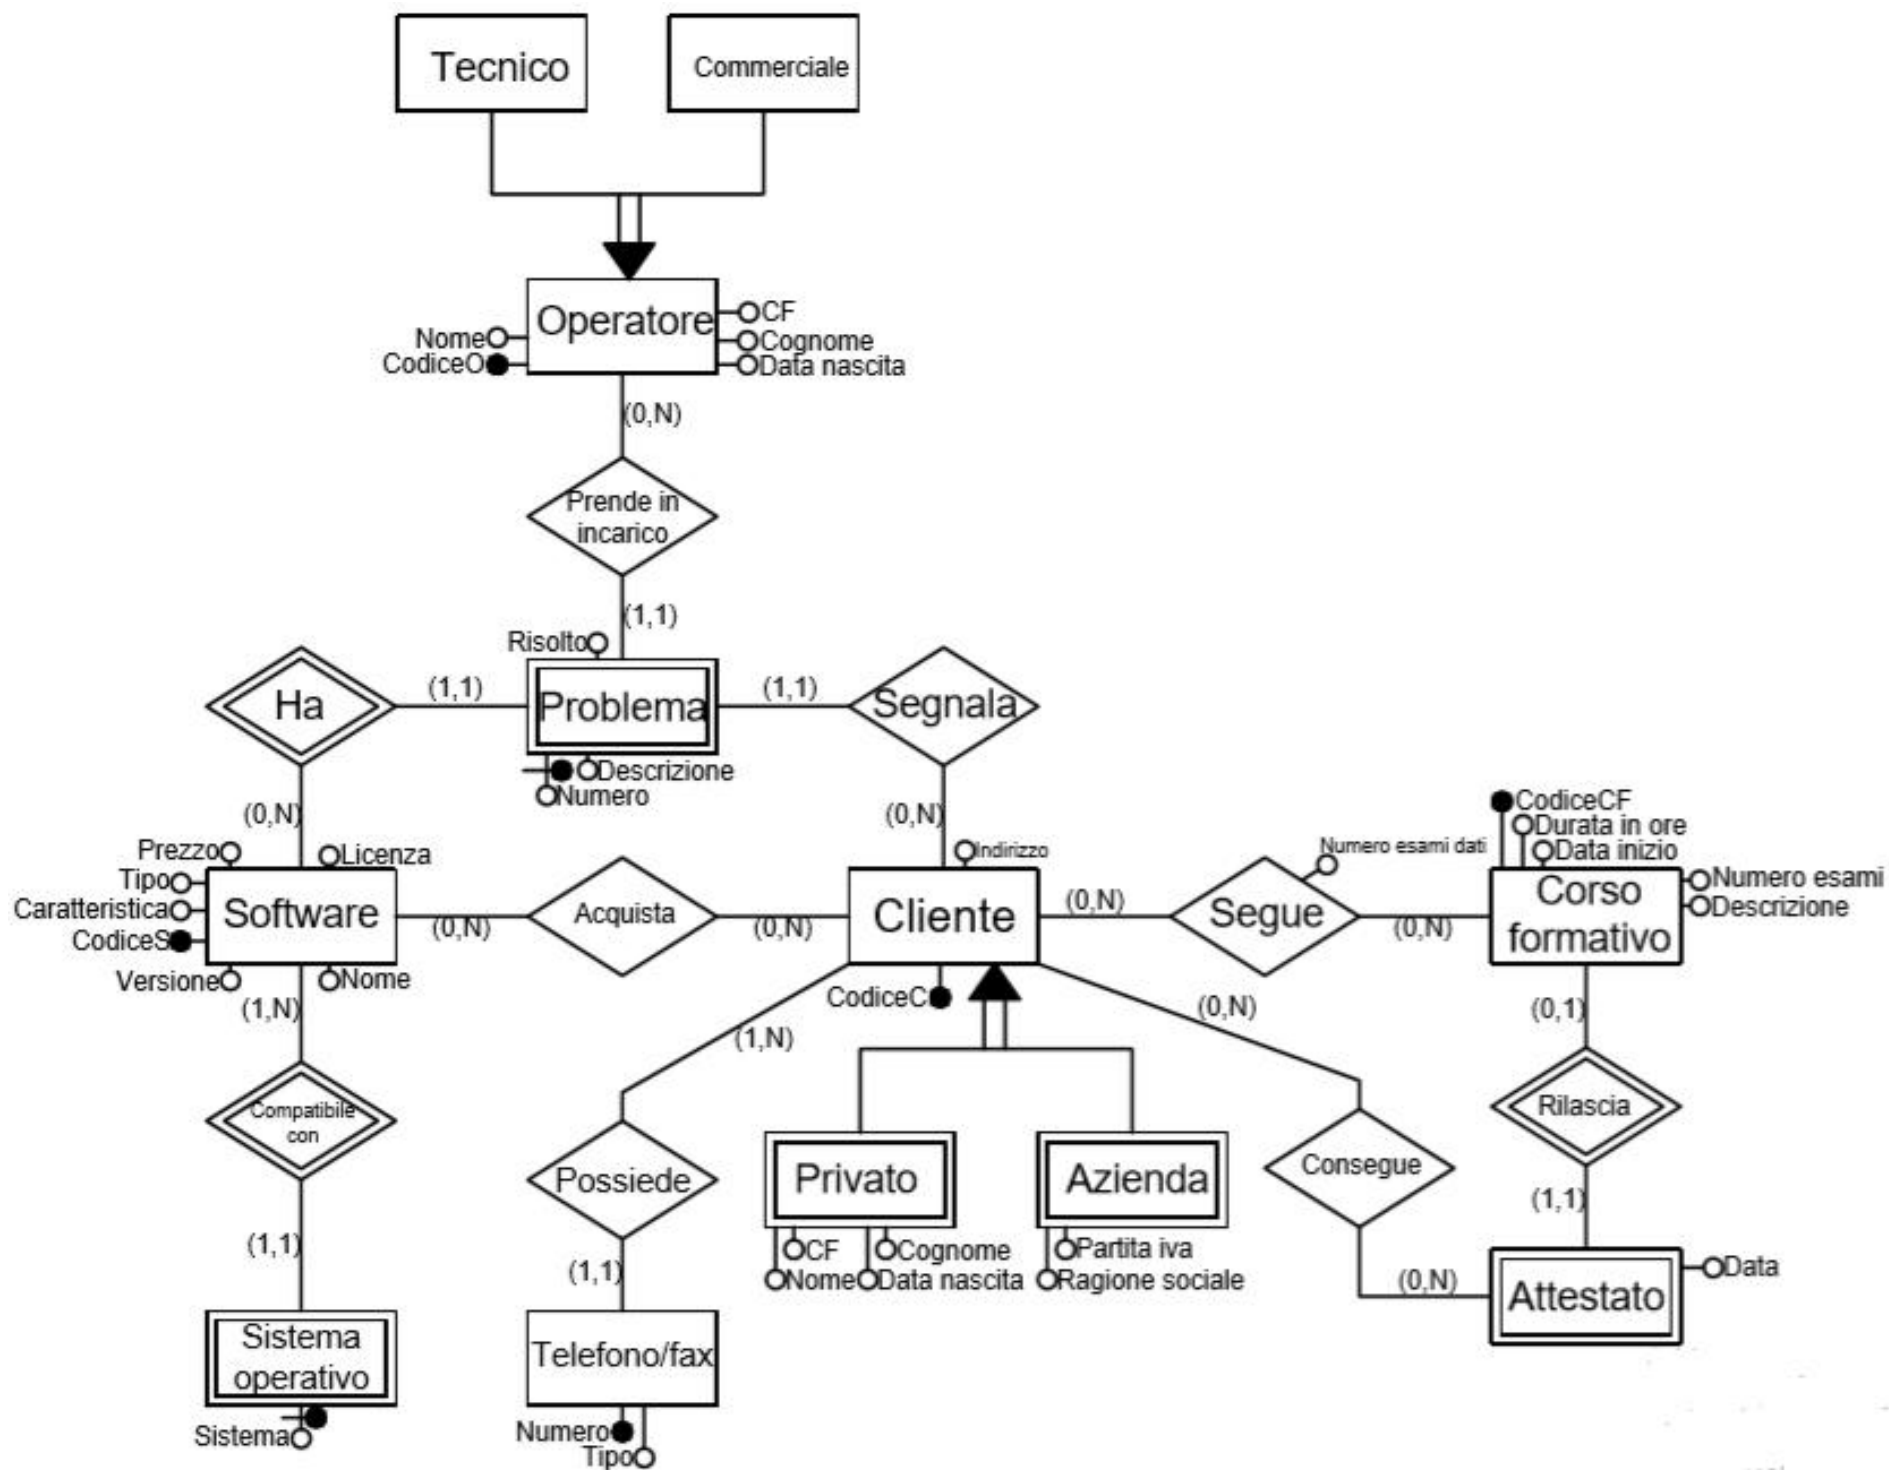 Tecnico
Commerciale
Operatore
CF
Nome
Cognome
CodiceO
Data nascita
(0,N)
Prende in
incarico
(1,1)
Risolto
Ha
(1,1)
Problema
(1,1)
Segnala
Descrizione
Numero
(0,N)
(0,N)
CodiceCF
Durata in ore
Data inizio
Prezzo
Licenza
Indirizzo
Numero esami dati
Tipo
Caratteristica
CodiceS
Versione
Nome
Software
(0,N)
Acquista
(0,N)
Cliente
(0,N)
Segue
(0,N)
Corso
formativo
Numero esami
Descrizione
CodiceC
(1,N)
(1,N)
(0,N)
(0,1)
Compatibile
con
Possiede
Privato
Azienda
Consegue
Rilascia
(1,1)
(1,1)
(1,1)
CF
Cognome
Nome
Data nascita
Partita iva
Ragione sociale
(0,N)
Attestato
Data
Sistema
operativo
Telefono/fax
Sistema
Numero
Tipo